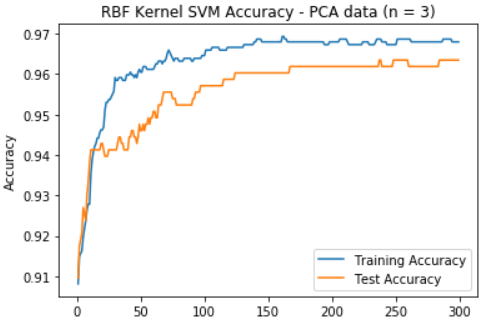 RBF Kernel SVM Accuracy - PCA data (n = 3)
0.97
0.96
0.95
0.94
0.93
0.92
0.91
Accuracy
Training Accuracy
Test Accuracy
0 50 100 150 200 250 300